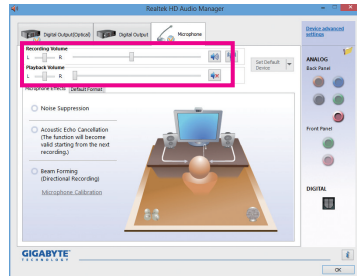 Realtek HD Audio Manager
Digital Output(Optical)
Digital Output
Microphone
Device advanced
settings
Recording Volume
L
R
Set Default
Device
Playback Volume
L
R
ANALOG
Back Panel
Microphone Effects
Default Format
Noise Suppression
Acoustic Echo Cancellation
(The function will become
valid starting from the next
recording.)
Front Panel
Beam Forming
(Directional Recording)
Microphone Calibration
DIGITAL
GIGABYTE
TECHNOLOGY
i
OK